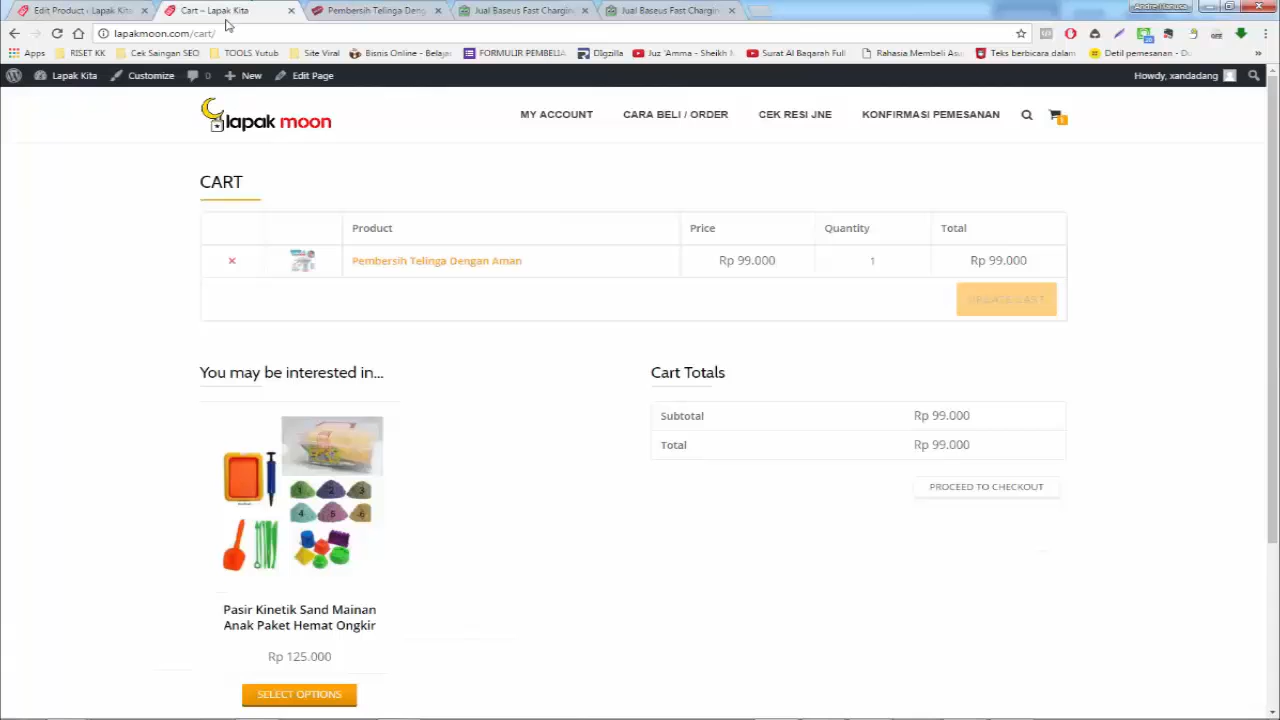 Edit Product ‹ Lapak Kita
Cart – Lapak Kita
Pembersih Telinga Deng
Jual Baseus Fast Chargin
Jual Baseus Fast Chargin
lapakmoon.com/cart/
Apps
RISET KK
Cek Saingan SEO
TOOLS Yutub
Site Viral
Bisnis Online - Belaja
FORMULIR PEMBELIA
DIgzilla
Juz 'Amma - Sheikh
Surat Al Baqarah Full
Rahasia Membeli Asu
Teks berbicara dalam
Detil pemesanan - D
Lapak Kita
Customize
0
New
Edit Page
Howdy, xandadang
lapak moon
MY ACCOUNT
CARA BELI / ORDER
CEK RESI JNE
KONFIRMASI PEMESANAN
1
CART
Product Price Quantity Total
× Pembersih Telinga Dengan Aman Rp 99.000 1 Rp 99.000
UPDATE CART
You may be interested in...
Pasir Kinetik Sand Mainan
Anak Paket Hemat Ongkir
Rp 125.000
SELECT OPTIONS
Cart Totals
Subtotal Rp 99.000
Total Rp 99.000
PROCEED TO CHECKOUT